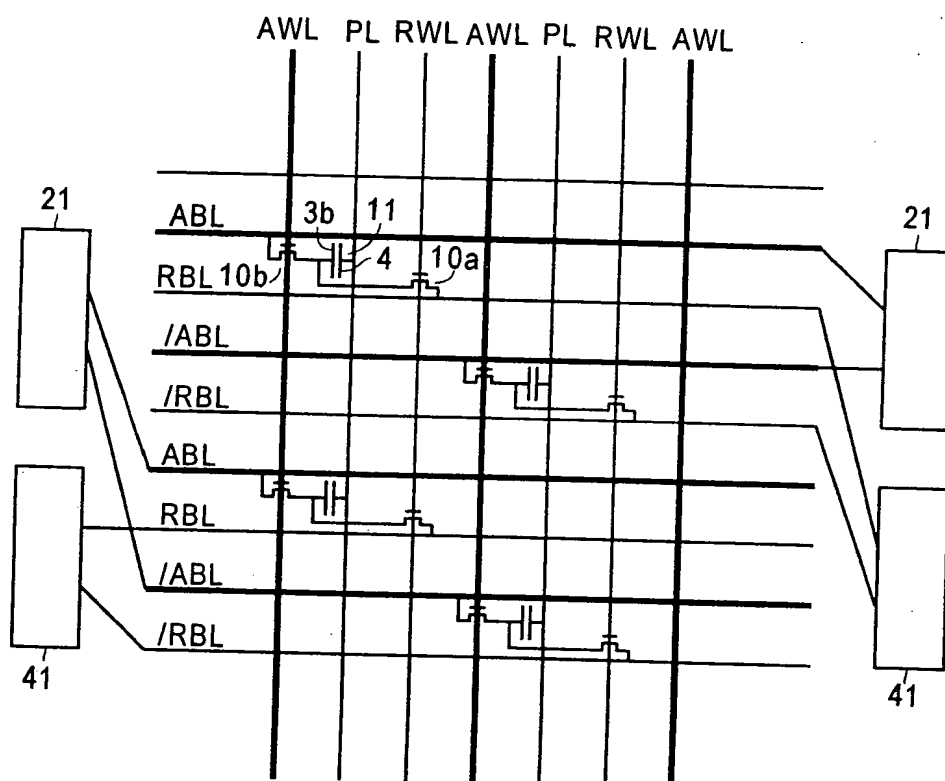 AWL PL RWL AWL PL RWL AWL
21
ABL
3b 11
21
4
10a
RBL
10b
/ABL
/RBL
ABL
RBL
/ABL
/RBL
41
41